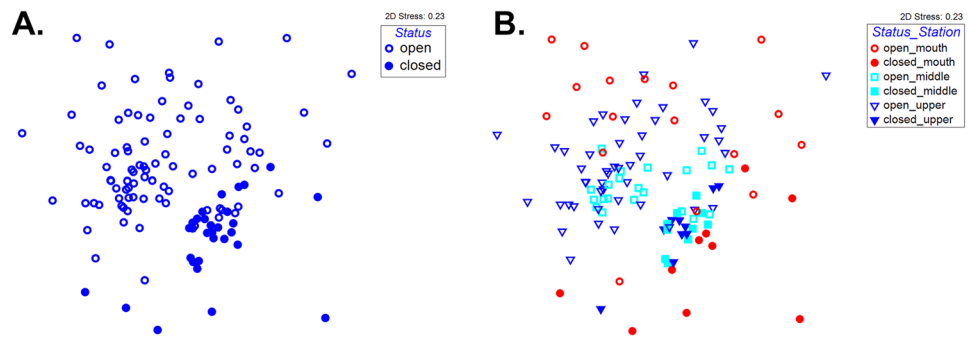 A.
2D Stress: 0.23
Status
open
closed
B.
2D Stress: 0.23
Status_Station
open_mouth
closed_mouth
open_middle
closed_middle
open_upper
closed_upper